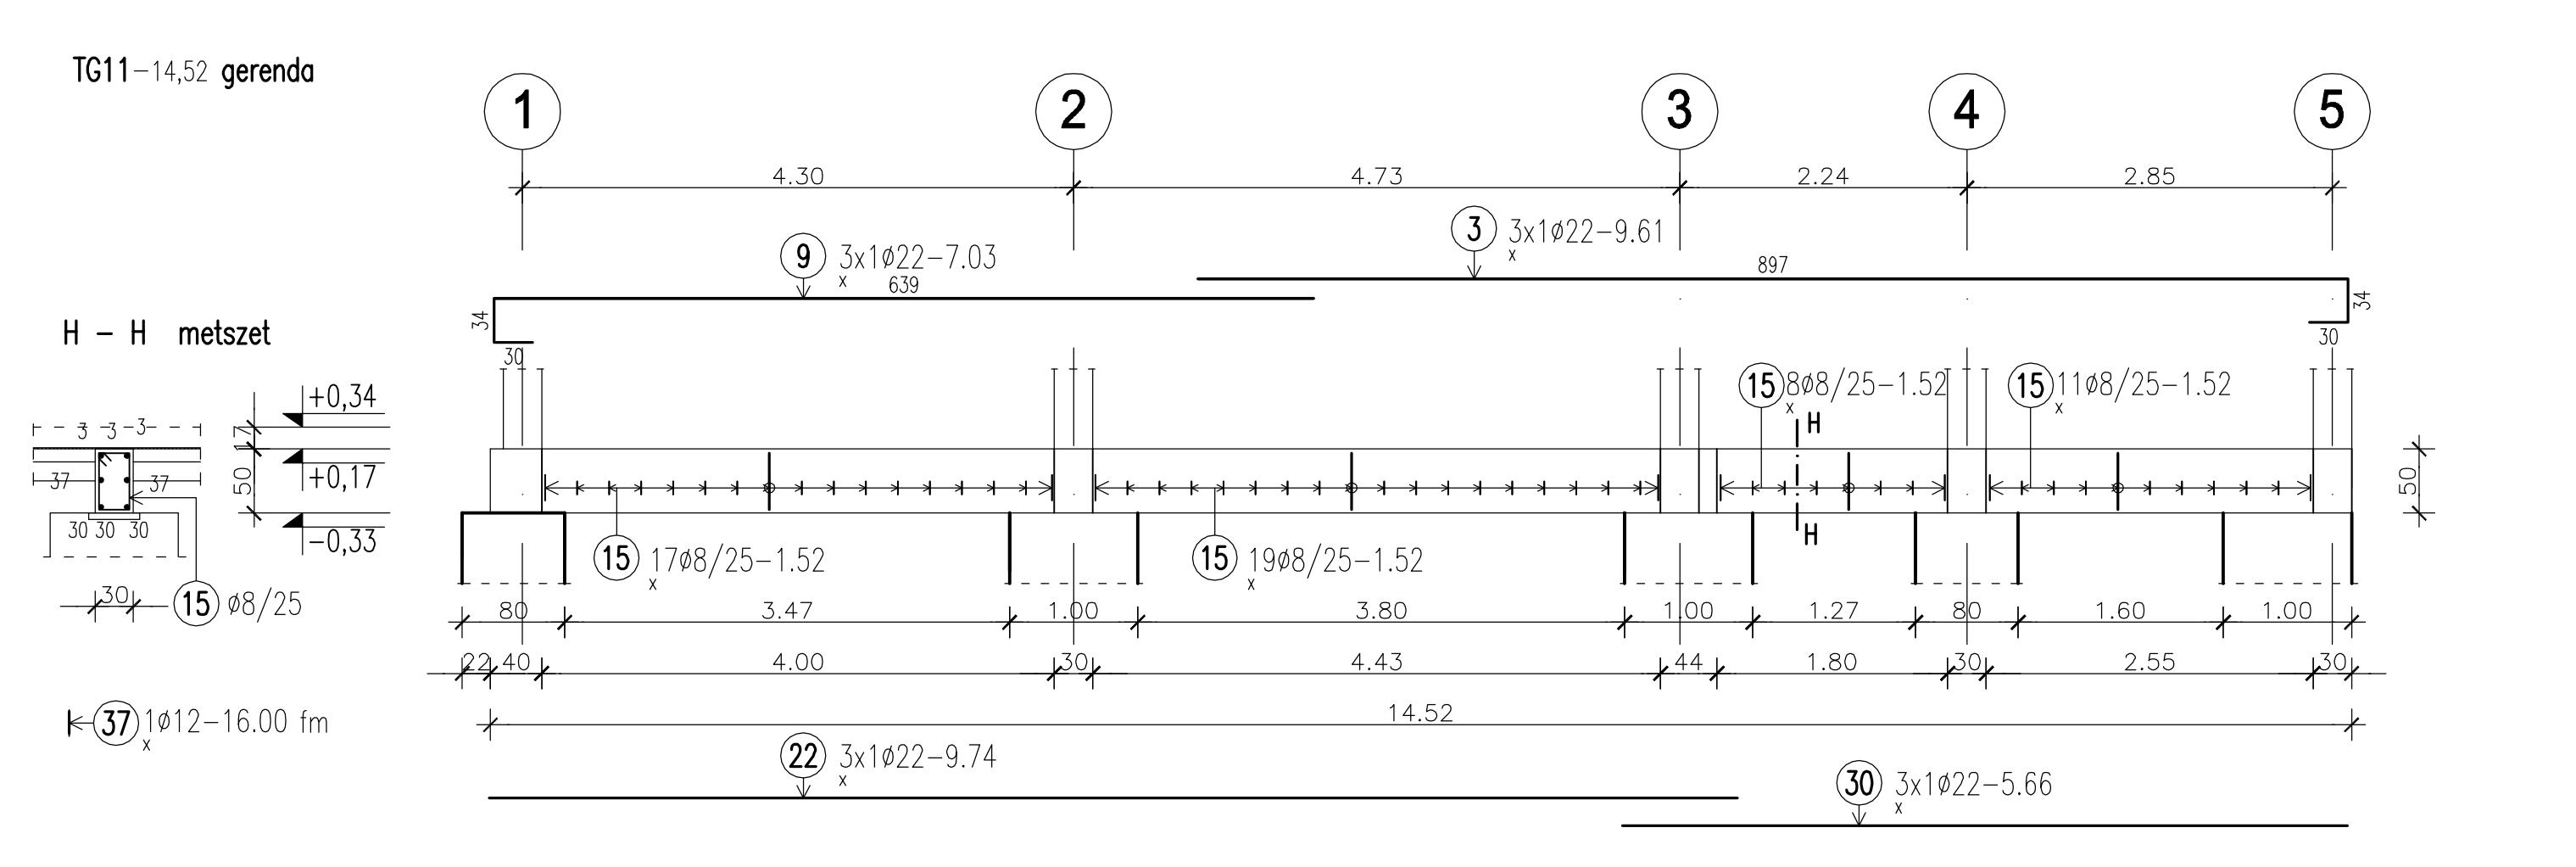 TG11-14,52 gerenda
1 2 3 4 5
4.30 4.73 2.24 2.85
3 3x1ø22-9.61
x
9 3x1ø22-7.03
x
639
897
34
30
34
30
H - H metszet
+0,34
+0,17
-0,33
17
50
3 3 3
37 37
30 30 30
30
15 ø8/25
15 8ø8/25-1.52
x
15 11ø8/25-1.52
x
H
H
50
15 17ø8/25-1.52
x
15 19ø8/25-1.52
x
80 3.47 1.00 3.80 1.00 1.27 80 1.60 1.00
22 40 4.00 30 4.43 44 1.80 30 2.55 30
14.52
37 1ø12-16.00 fm
x
22 3x1ø22-9.74
x
30 3x1ø22-5.66
x